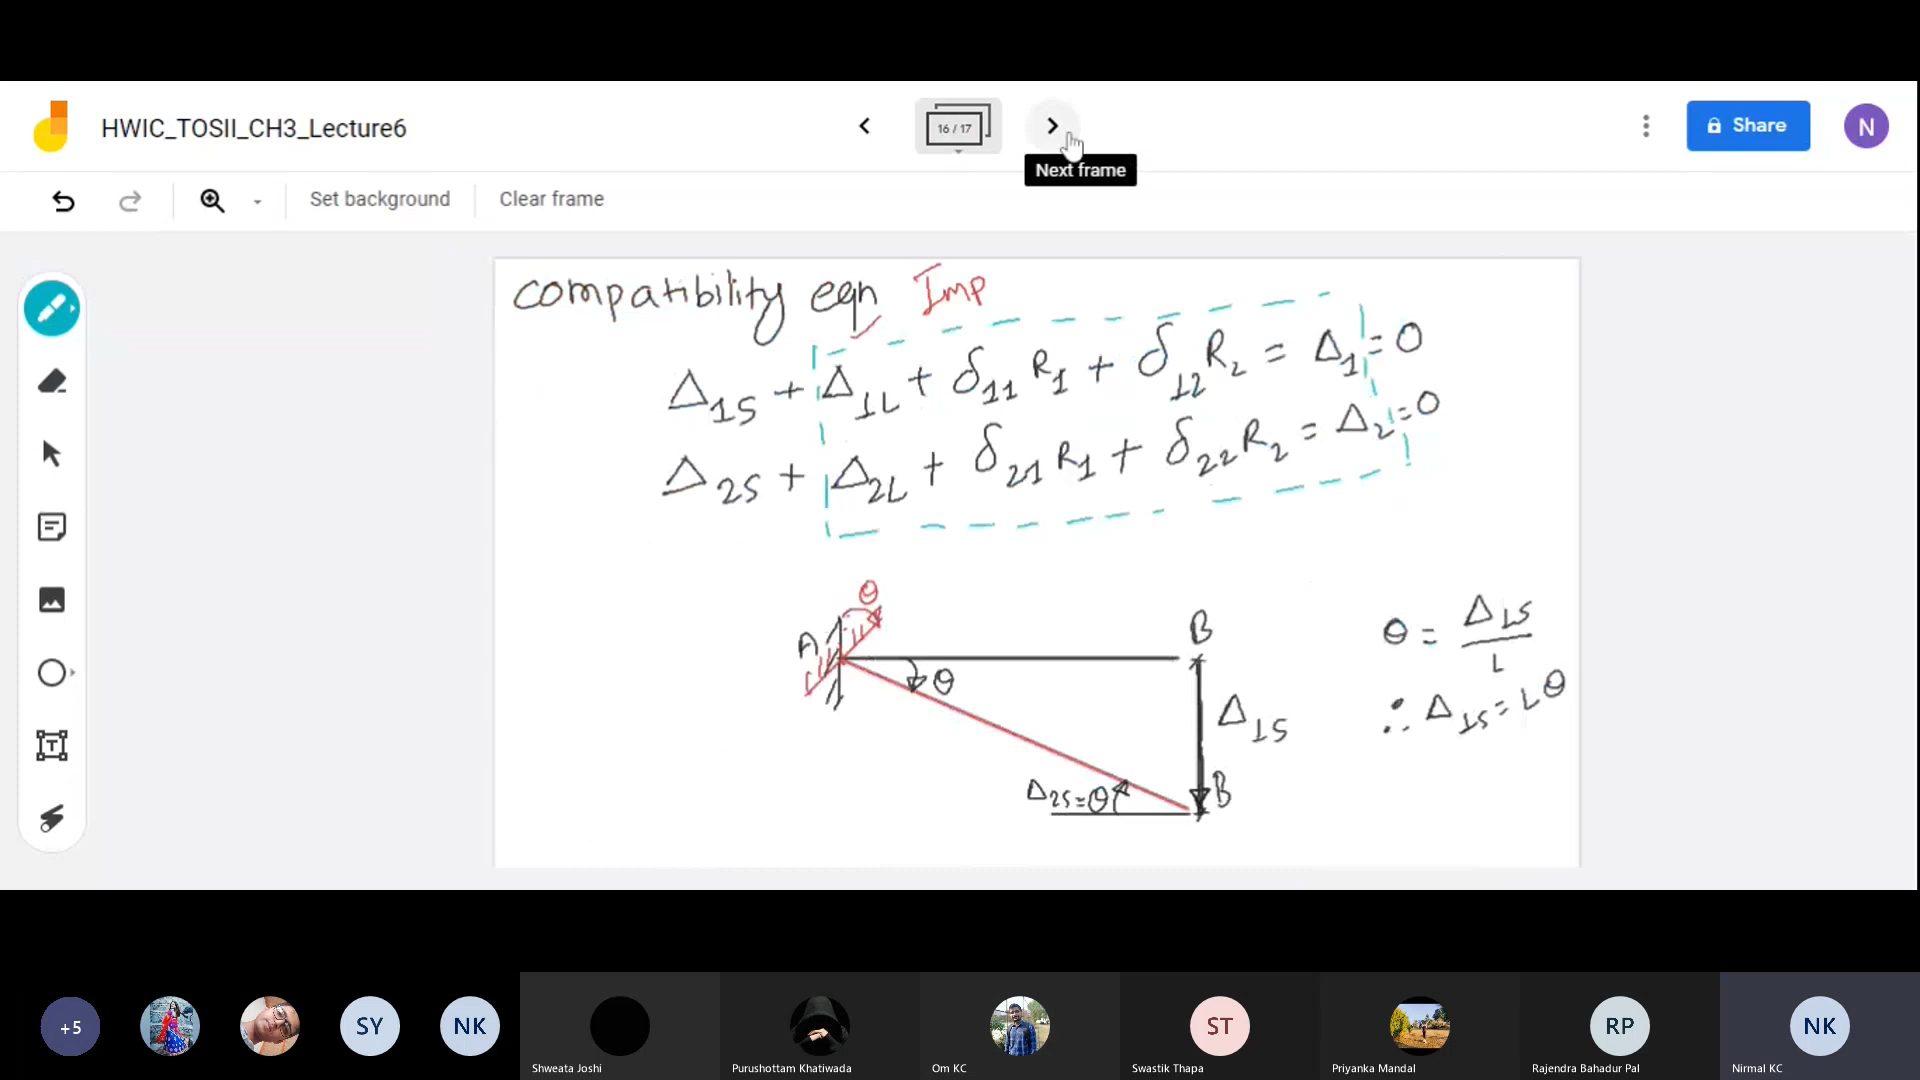 HWIC_TOSII_CH3_Lecture6
16 / 17
Share
N
Next frame
Set background
Clear frame
compatibility eqn Imp
Δ1S + Δ1L + δ11 R1 + δ12 R2 = Δ1 = 0
Δ2S + Δ2L + δ21 R1 + δ22 R2 = Δ2 = 0
θ
A
B
θ
Δ1S
Δ2S = θ
B
θ = Δ1S / L
∴ Δ1S = Lθ
+5
SY
NK
Shweata Joshi
Purushottam Khatiwada
Om KC
ST
Swastik Thapa
Priyanka Mandal
RP
Rajendra Bahadur Pal
NK
Nirmal KC